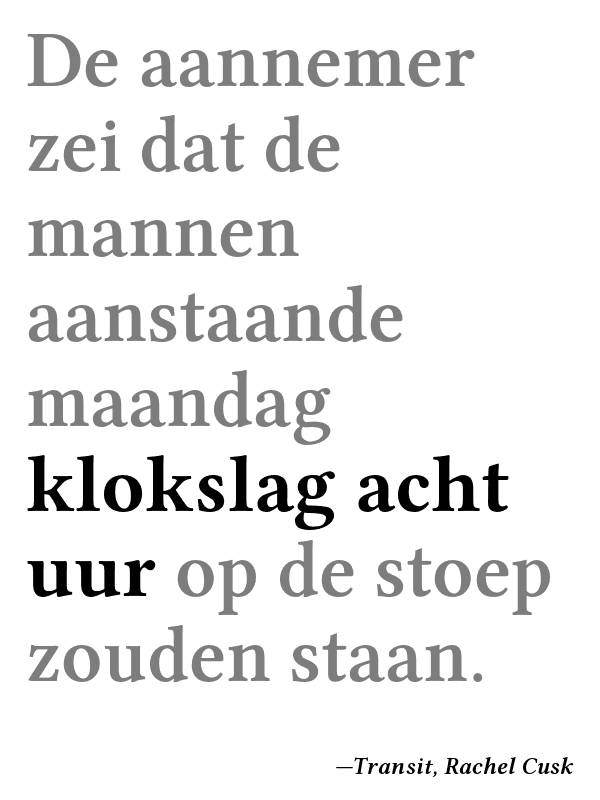 De aannemer
zei dat de
mannen
aanstaande
maandag
klokslag acht
uur op de stoep
zouden staan.
—Transit, Rachel Cusk